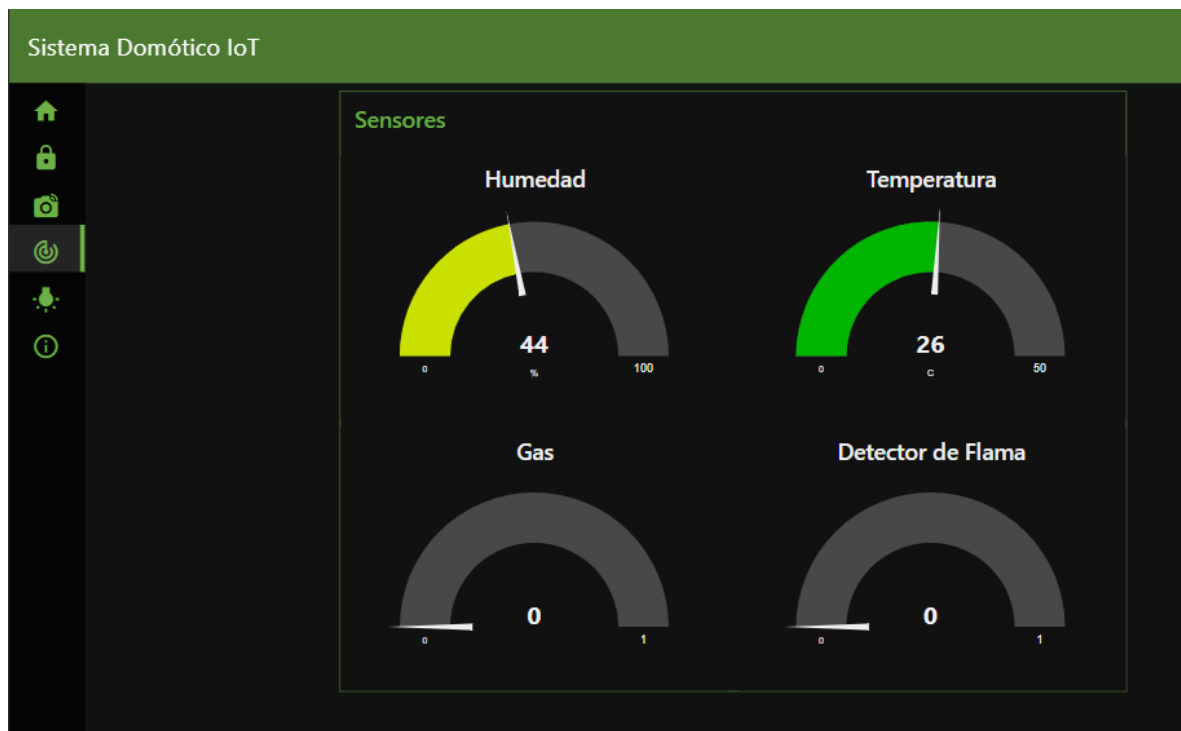 Sistema Domótico IoT
Sensores
Humedad
Temperatura
44
26
0
%
100
0
C
50
Gas
Detector de Flama
0
0
0
1
0
1